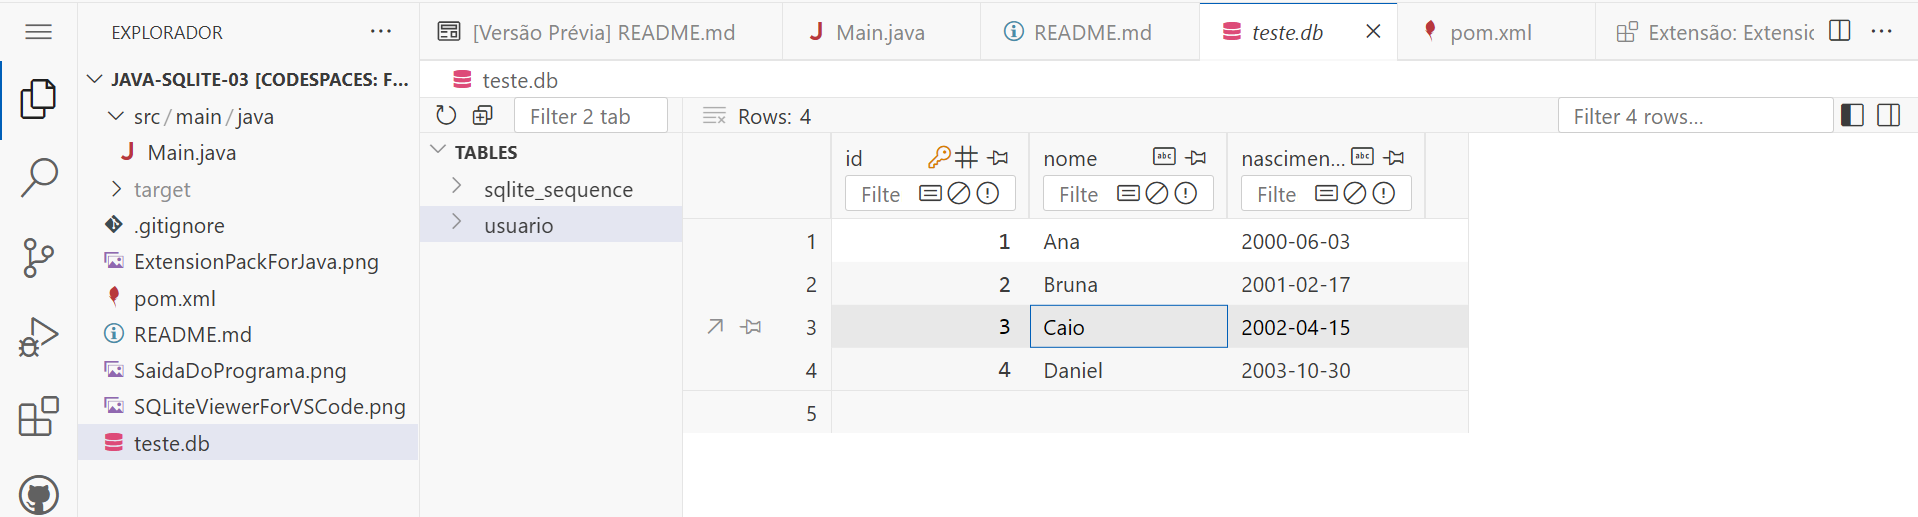 EXPLORADOR ···
[Versão Prévia] README.md
Main.java
README.md
teste.db
pom.xml
Extensão: Extensic
JAVA-SQLITE-03 [CODESPACES: F...
src / main / java
Main.java
target
.gitignore
ExtensionPackForJava.png
pom.xml
README.md
SaidaDoPrograma.png
SQLiteViewerForVSCode.png
teste.db
teste.db
Filter 2 tab
Rows: 4
Filter 4 rows...
TABLES
sqlite_sequence
usuario
id nome nascimen...
Filte Filte Filte
1 1 Ana 2000-06-03
2 2 Bruna 2001-02-17
3 3 Caio 2002-04-15
4 4 Daniel 2003-10-30
5